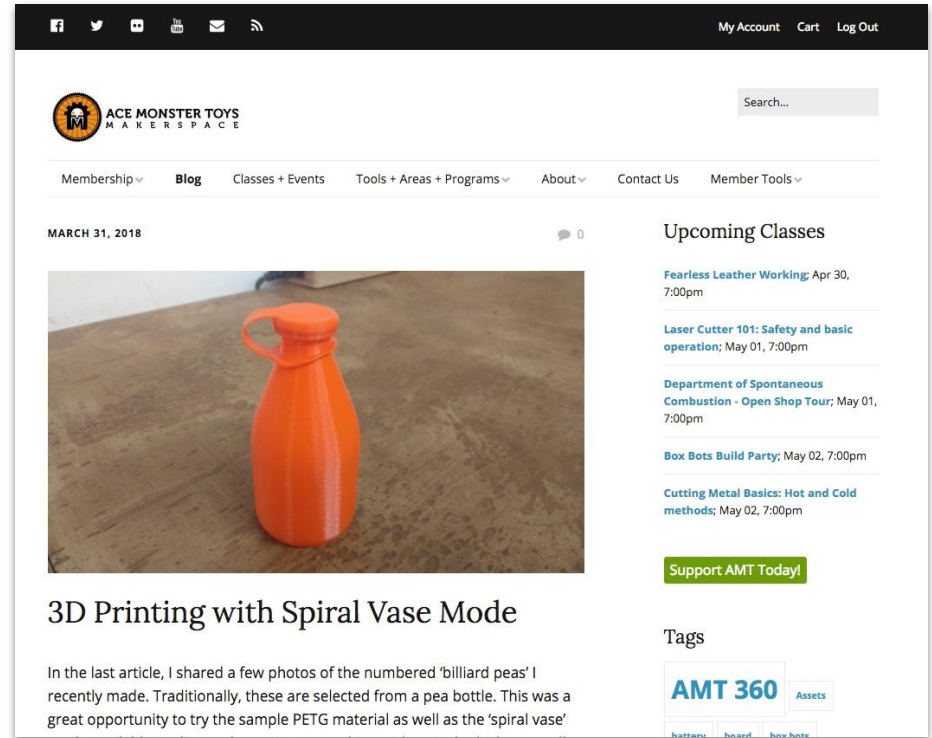 My Account Cart Log Out
ACE MONSTER TOYS
MAKERSPACE
Search...
Membership Blog Classes + Events Tools + Areas + Programs About Contact Us Member Tools
MARCH 31, 2018
0
3D Printing with Spiral Vase Mode
In the last article, I shared a few photos of the numbered ‘billiard peas’ I
recently made. Traditionally, these are selected from a pea bottle. This was a
great opportunity to try the sample PETG material as well as the ‘spiral vase’
Upcoming Classes
Fearless Leather Working; Apr 30,
7:00pm
Laser Cutter 101: Safety and basic
operation; May 01, 7:00pm
Department of Spontaneous
Combustion - Open Shop Tour; May 01,
7:00pm
Box Bots Build Party; May 02, 7:00pm
Cutting Metal Basics: Hot and Cold
methods; May 02, 7:00pm
Support AMT Today!
Tags
AMT 360 Assets
battery board box bots